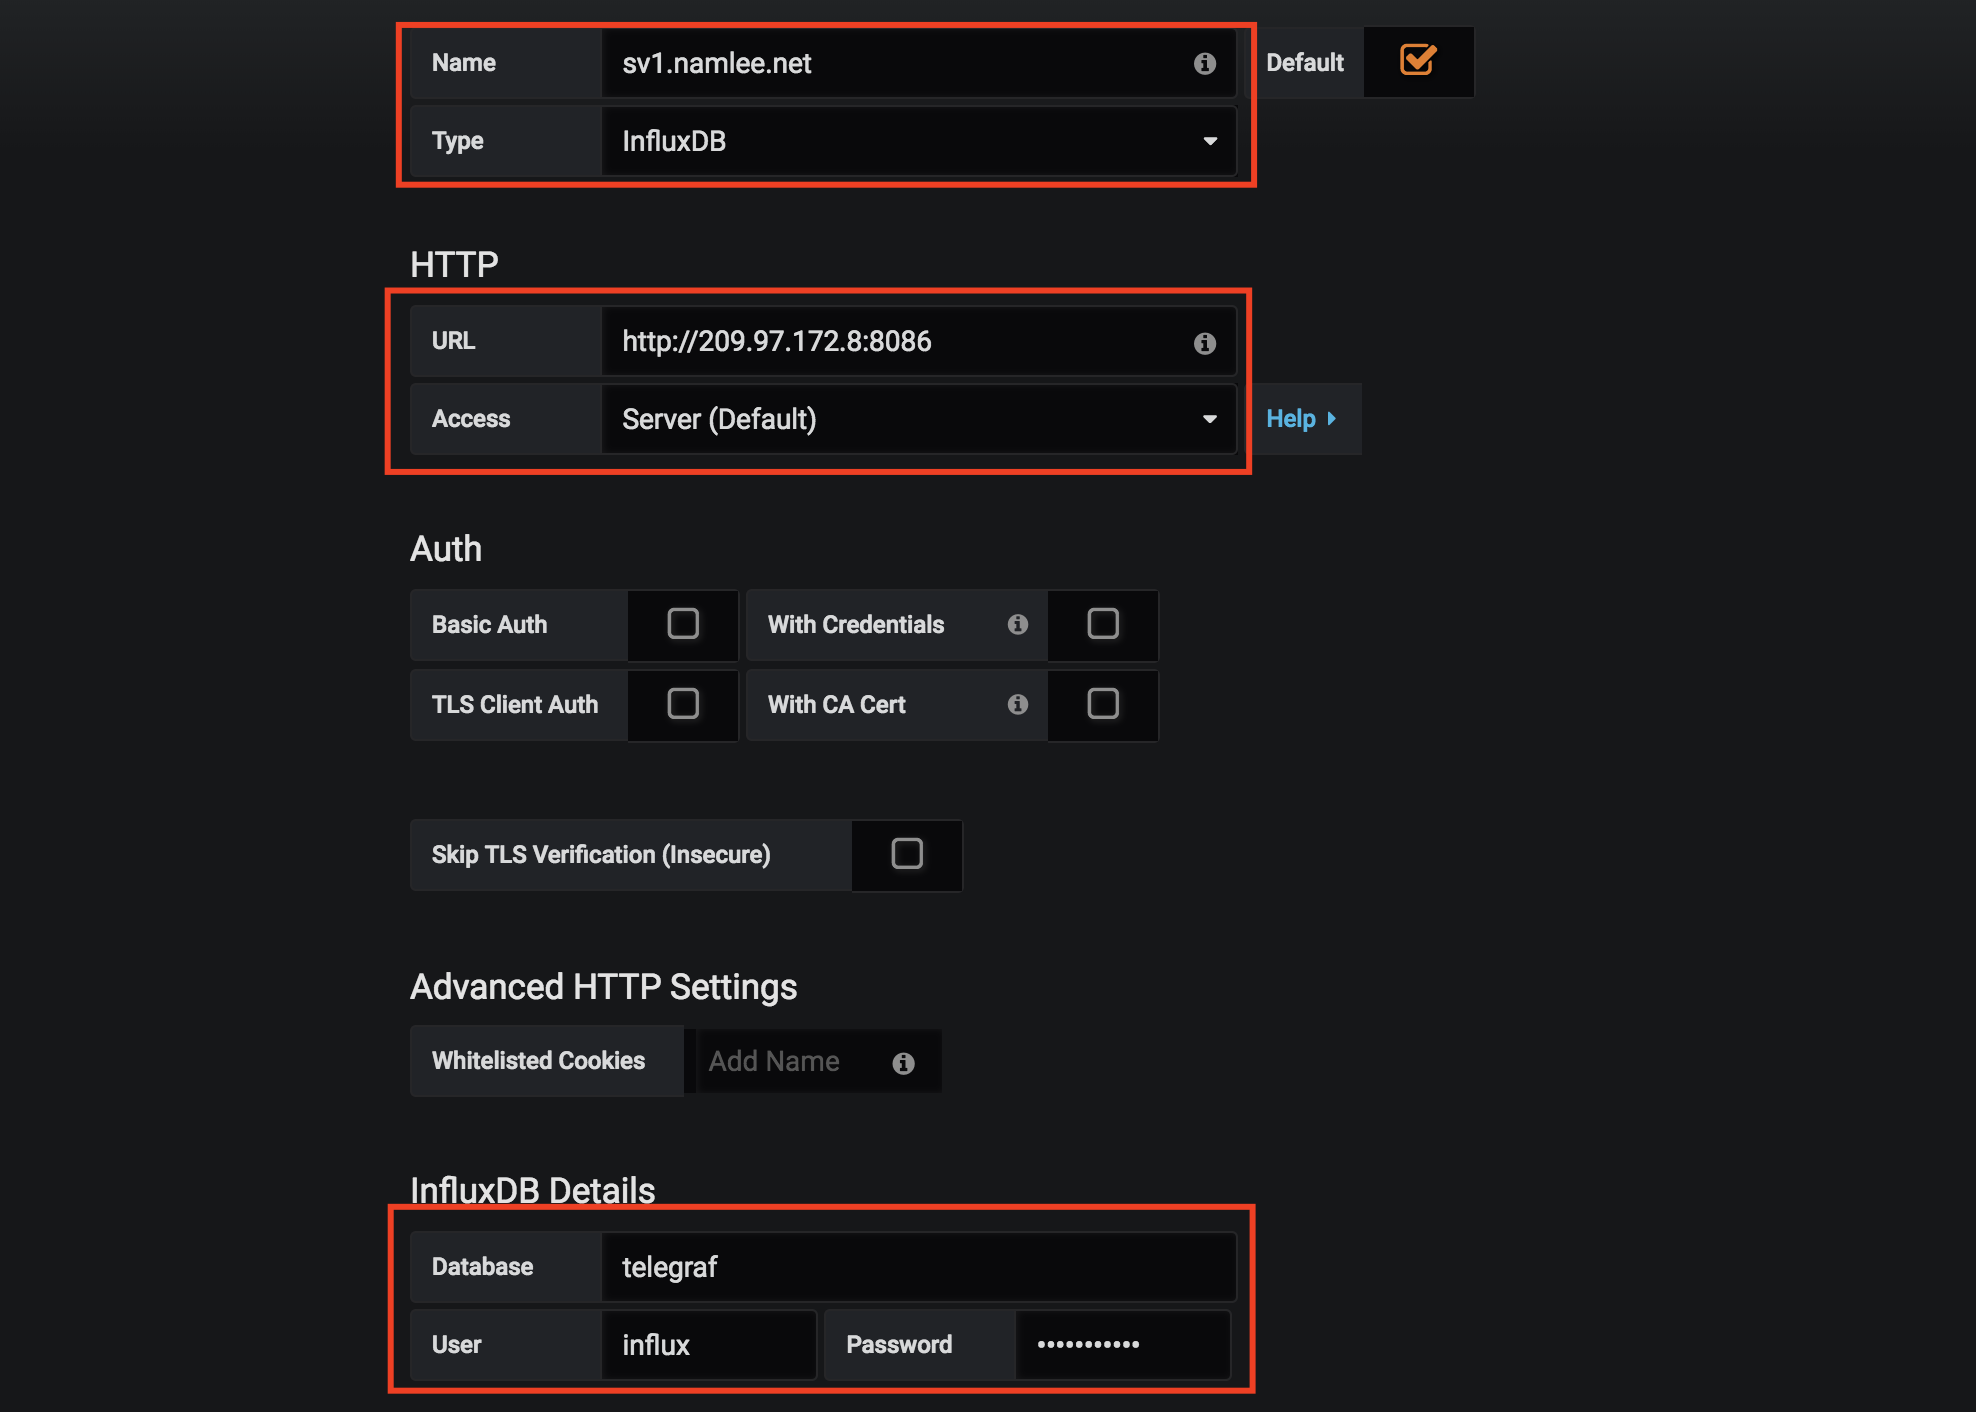 Name sv1.namlee.net Default
Type InfluxDB
HTTP
URL http://209.97.172.8:8086
Access Server (Default) Help
Auth
Basic Auth With Credentials
TLS Client Auth With CA Cert
Skip TLS Verification (Insecure)
Advanced HTTP Settings
Whitelisted Cookies Add Name
InfluxDB Details
Database telegraf
User influx Password •••••••••••